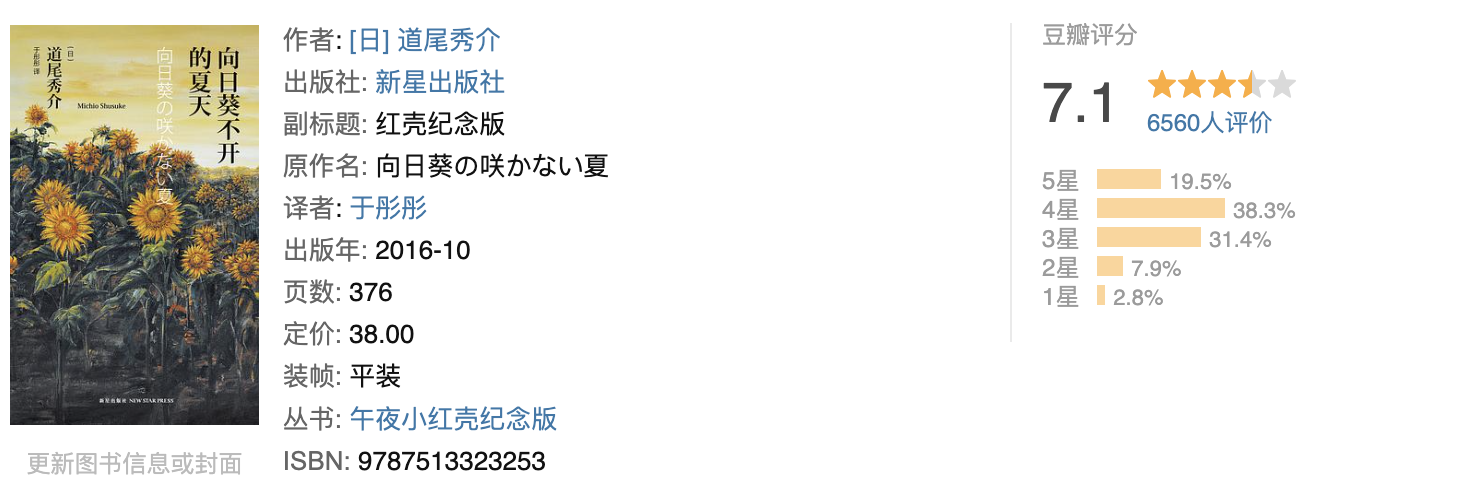 向日葵不开
的夏天
向日葵の咲かない夏
[日]
道尾秀介
于彤彤 译
Michio Shusuke
新星出版社 NEW STAR PRESS
更新图书信息或封面
作者: [日] 道尾秀介
出版社: 新星出版社
副标题: 红壳纪念版
原作名: 向日葵の咲かない夏
译者: 于彤彤
出版年: 2016-10
页数: 376
定价: 38.00
装帧: 平装
丛书: 午夜小红壳纪念版
ISBN: 9787513323253
豆瓣评分
7.1
6560人评价
5星 19.5%
4星 38.3%
3星 31.4%
2星 7.9%
1星 2.8%